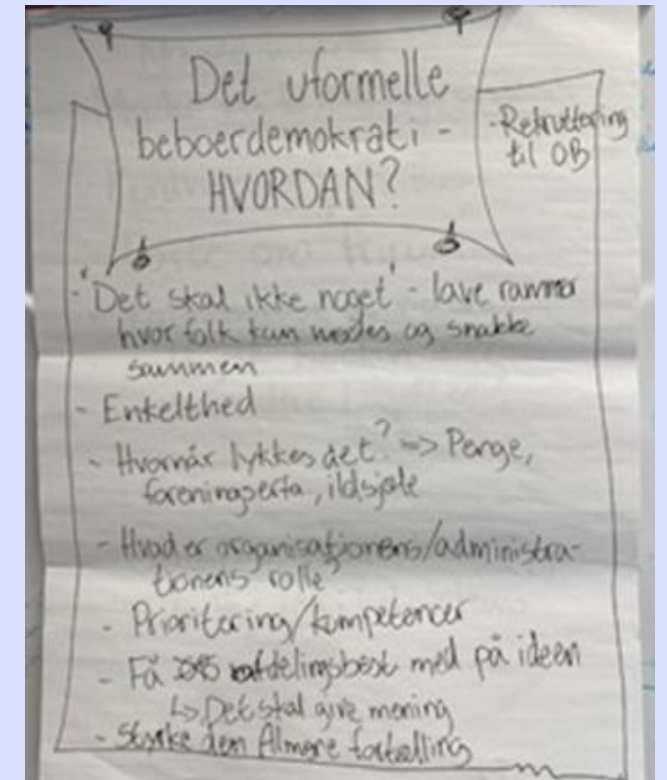 Det uformelle
beboerdemokrati -
HVORDAN?
- Rekruttering
til OB
- 'Det skal ikke noget' - lave rammer
hvor folk kan mødes og snakke
sammen
- Enkelthed
- Hvornår lykkes det? => Penge,
ildsjæle
- Hvad er organisationens/administra-
tionens rolle?
- Prioritering/kompetencer
- Få afdelingsbest med på ideen
↳ Det skal give mening
- Styrke den Almene fortælling